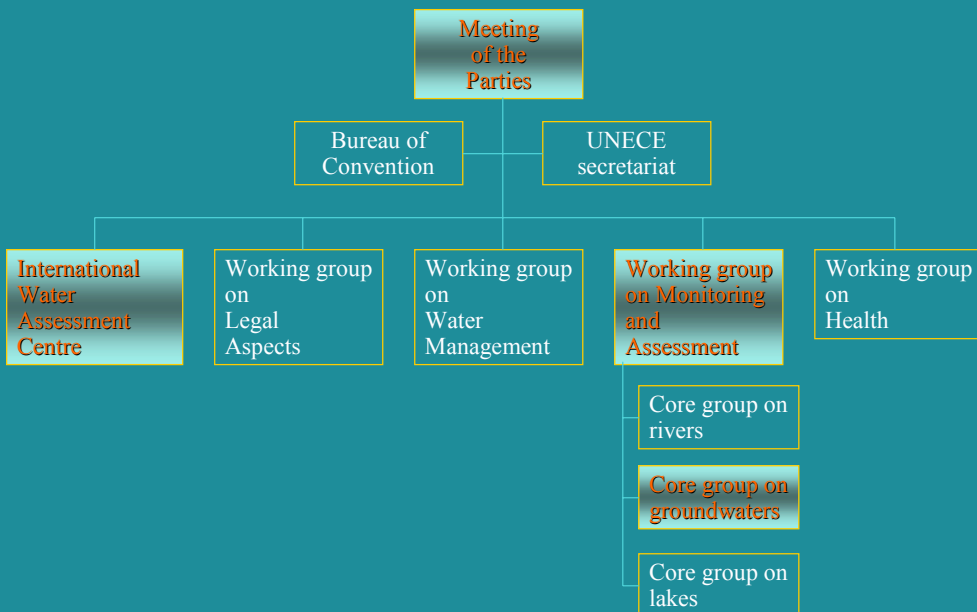 Meeting
of the
Parties
Bureau of
Convention
UNECE
secretariat
International
Water
Assessment
Centre
Working group
on
Legal
Aspects
Working group
on
Water
Management
Working group
on Monitoring
and
Assessment
Working group
on
Health
Core group on
rivers
Core group on
groundwaters
Core group on
lakes